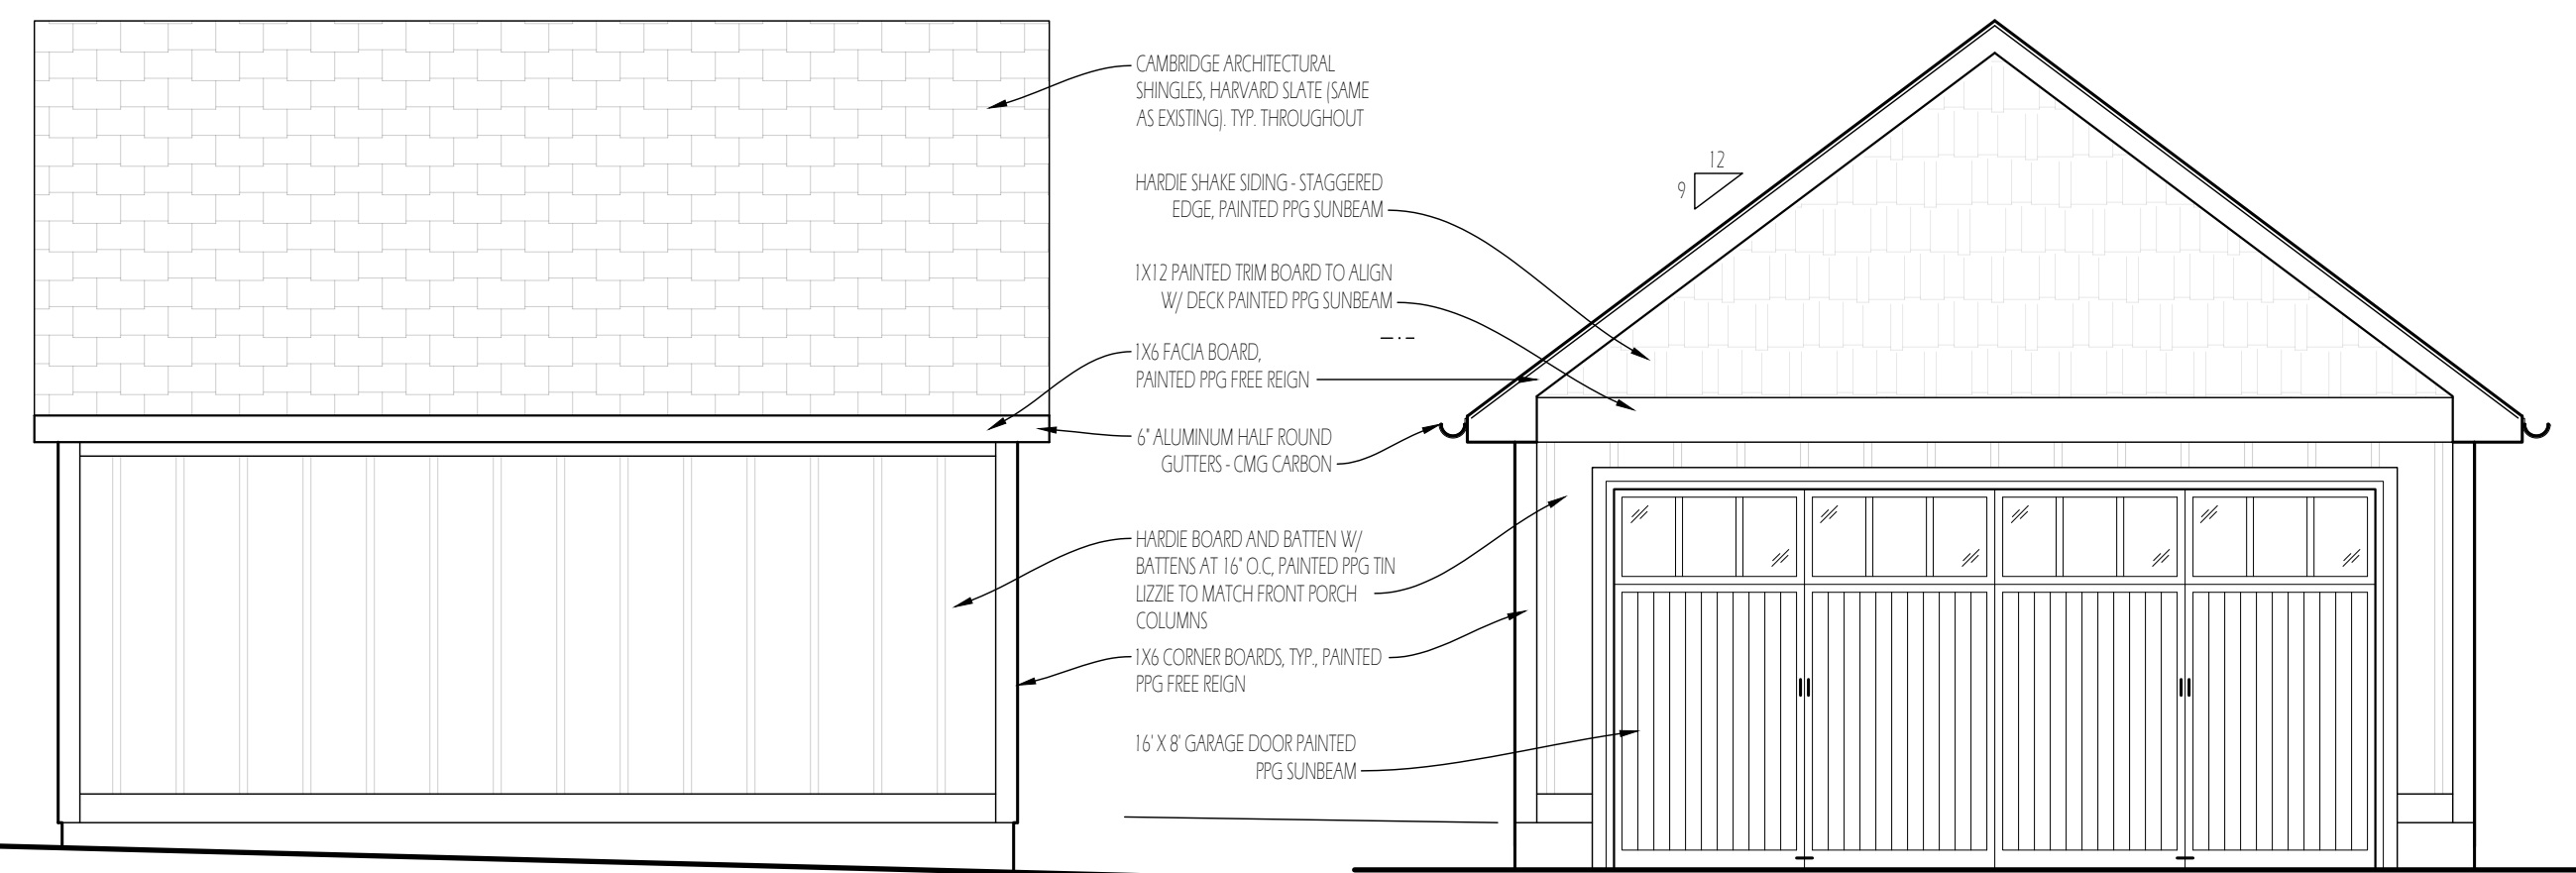 CAMBRIDGE ARCHITECTURAL
SHINGLES, HARVARD SLATE (SAME
AS EXISTING). TYP. THROUGHOUT
12
9
HARDIE SHAKE SIDING - STAGGERED
EDGE, PAINTED PPG SUNBEAM
1X12 PAINTED TRIM BOARD TO ALIGN
W/ DECK PAINTED PPG SUNBEAM
1X6 FACIA BOARD,
PAINTED PPG FREE REIGN
6" ALUMINUM HALF ROUND
GUTTERS - CMG CARBON
HARDIE BOARD AND BATTEN W/
BATTENS AT 16" O.C, PAINTED PPG TIN
LIZZIE TO MATCH FRONT PORCH
COLUMNS
1X6 CORNER BOARDS, TYP., PAINTED
PPG FREE REIGN
16' X 8' GARAGE DOOR PAINTED
PPG SUNBEAM